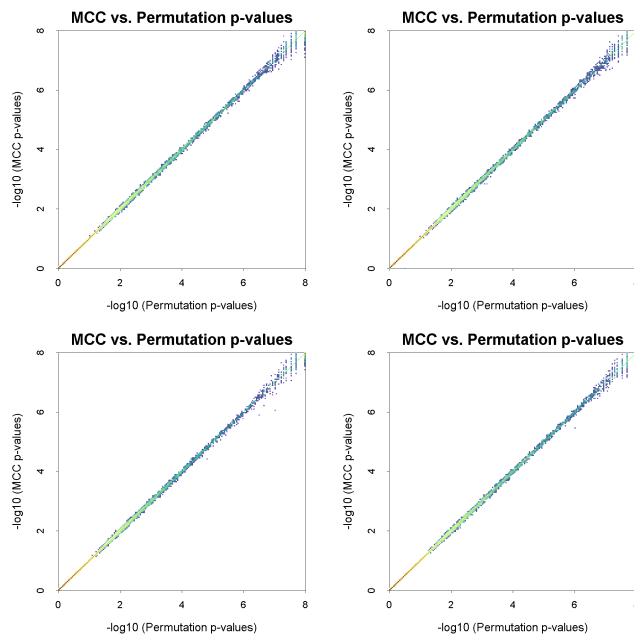 MCC vs. Permutation p-values
MCC vs. Permutation p-values
-log10 (MCC p-values)
0 2 4 6 8
0 2 4 6 8
-log10 (Permutation p-values)
-log10 (MCC p-values)
0 2 4 6 8
0 2 4 6
-log10 (Permutation p-values)
MCC vs. Permutation p-values
MCC vs. Permutation p-values
-log10 (MCC p-values)
0 2 4 6 8
0 2 4 6 8
-log10 (Permutation p-values)
-log10 (MCC p-values)
0 2 4 6 8
0 2 4 6
-log10 (Permutation p-values)